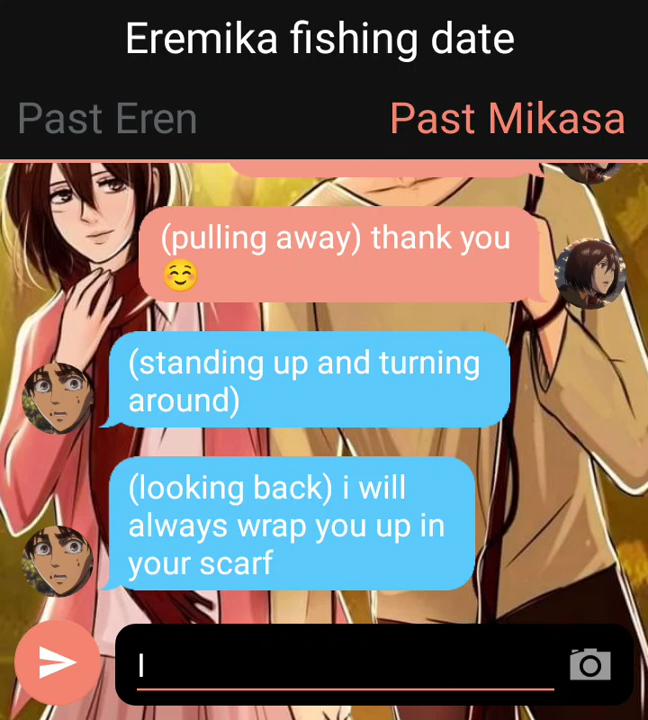 Eremika fishing date
Past Eren
Past Mikasa
(pulling away) thank you
☺️
(standing up and turning
around)
(looking back) i will
always wrap you up in
your scarf